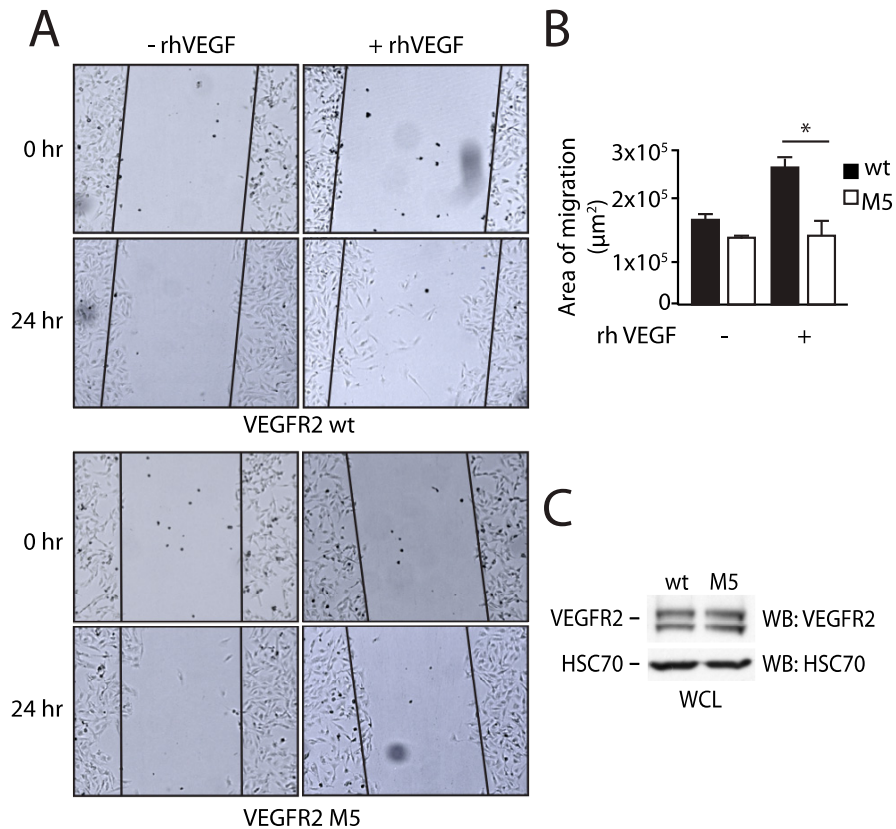 A
- rhVEGF
+ rhVEGF
0 hr
24 hr
VEGFR2 wt
0 hr
24 hr
VEGFR2 M5
B
Area of migration
(µm²)
3x10⁵
2x10⁵
1x10⁵
0
*
wt
M5
rh VEGF - +
C
wt M5
VEGFR2 – WB: VEGFR2
HSC70 – WB: HSC70
WCL